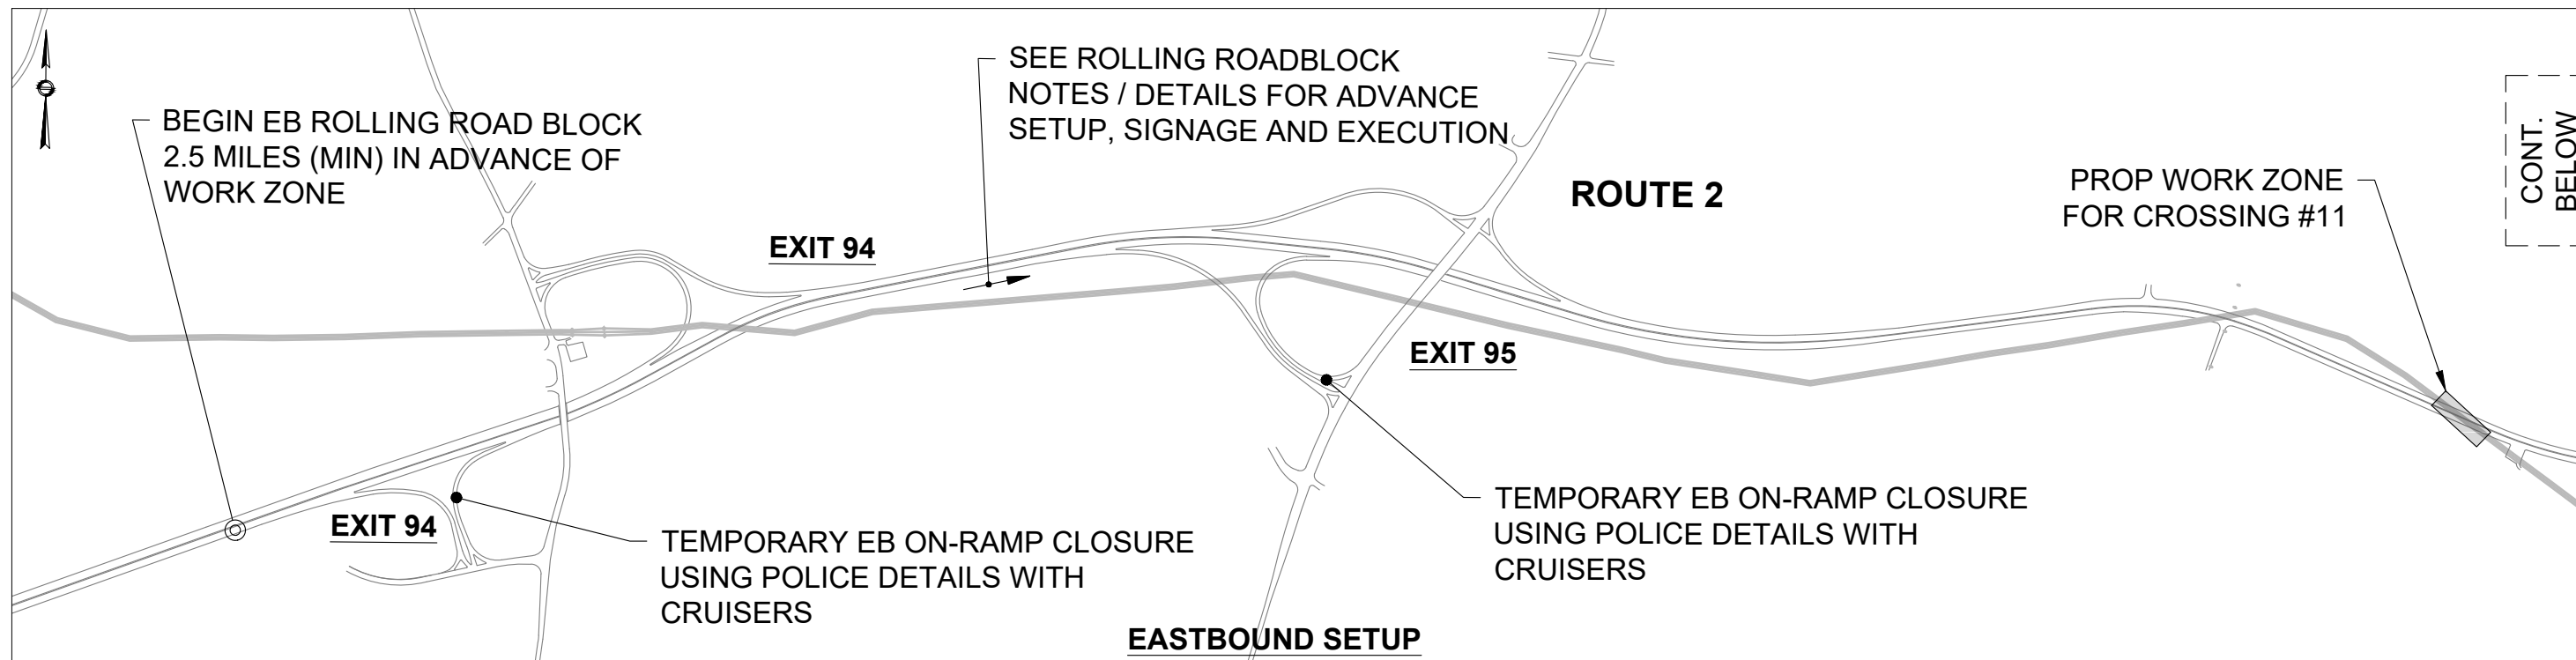 BEGIN EB ROLLING ROAD BLOCK
2.5 MILES (MIN) IN ADVANCE OF
WORK ZONE
SEE ROLLING ROADBLOCK
NOTES / DETAILS FOR ADVANCE
SETUP, SIGNAGE AND EXECUTION
ROUTE 2
PROP WORK ZONE
FOR CROSSING #11
CONT.
BELOW
EXIT 94
EXIT 95
EXIT 94
TEMPORARY EB ON-RAMP CLOSURE
USING POLICE DETAILS WITH
CRUISERS
TEMPORARY EB ON-RAMP CLOSURE
USING POLICE DETAILS WITH
CRUISERS
EASTBOUND SETUP